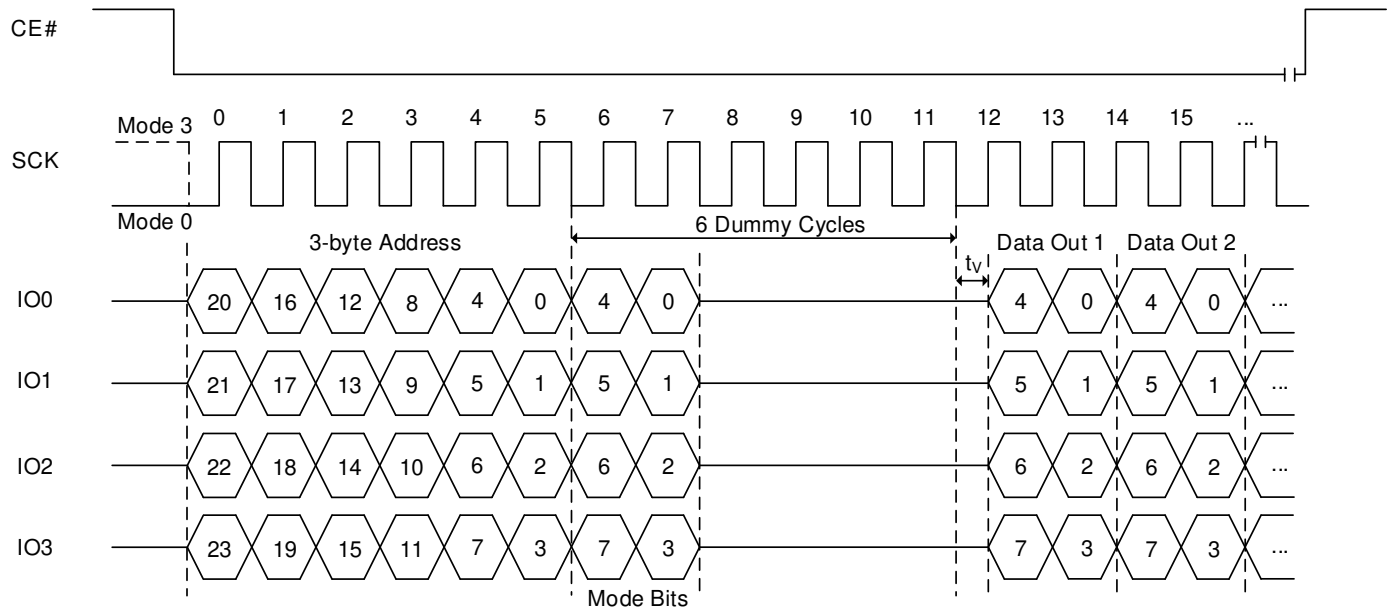 CE#
Mode 3 0 1 2 3 4 5 6 7 8 9 10 11 12 13 14 15 ...
SCK
Mode 0
6 Dummy Cycles
3-byte Address Data Out 1 Data Out 2
tV
IO0 20 16 12 8 4 0 4 0 4 0 4 0 ...
IO1 21 17 13 9 5 1 5 1 5 1 5 1 ...
IO2 22 18 14 10 6 2 6 2 6 2 6 2 ...
IO3 23 19 15 11 7 3 7 3 7 3 7 3 ...
Mode Bits